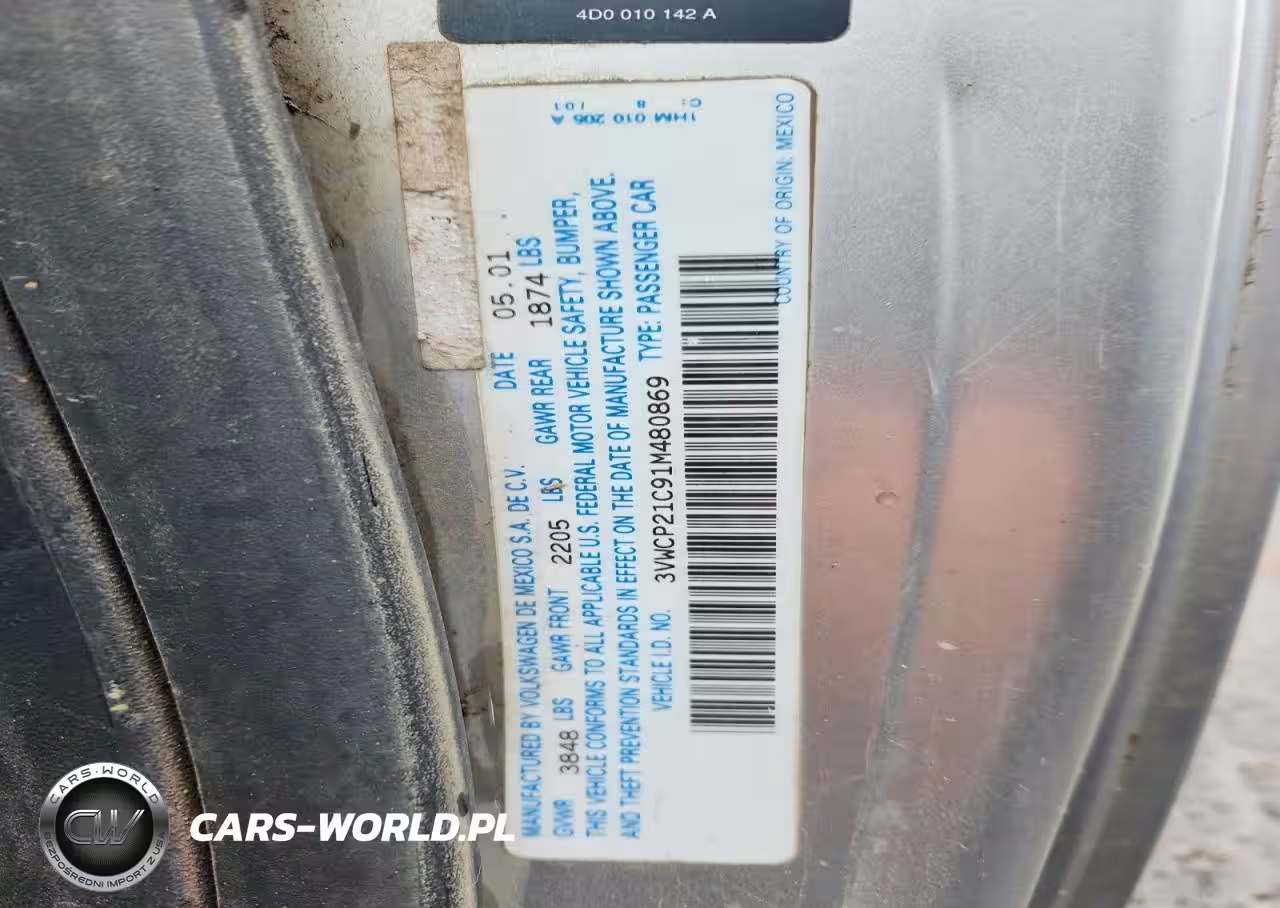 4D0 010 142 A
1HM 010 205
MANUFACTURED BY VOLKSWAGEN DE MEXICO S.A. DE C.V. DATE 05.01
GVWR 3848 LBS GAWR FRONT 2205 LBS GAWR REAR 1874 LBS
THIS VEHICLE CONFORMS TO ALL APPLICABLE U.S. FEDERAL MOTOR VEHICLE SAFETY, BUMPER,
AND THEFT PREVENTION STANDARDS IN EFFECT ON THE DATE OF MANUFACTURE SHOWN ABOVE.
VEHICLE I.D. NO. 3VWCP21C91M480869 TYPE: PASSENGER CAR
COUNTRY OF ORIGIN: MEXICO
CARS-WORLD
CW
BEZPOŚREDNI IMPORT Z USA
CARS-WORLD.PL